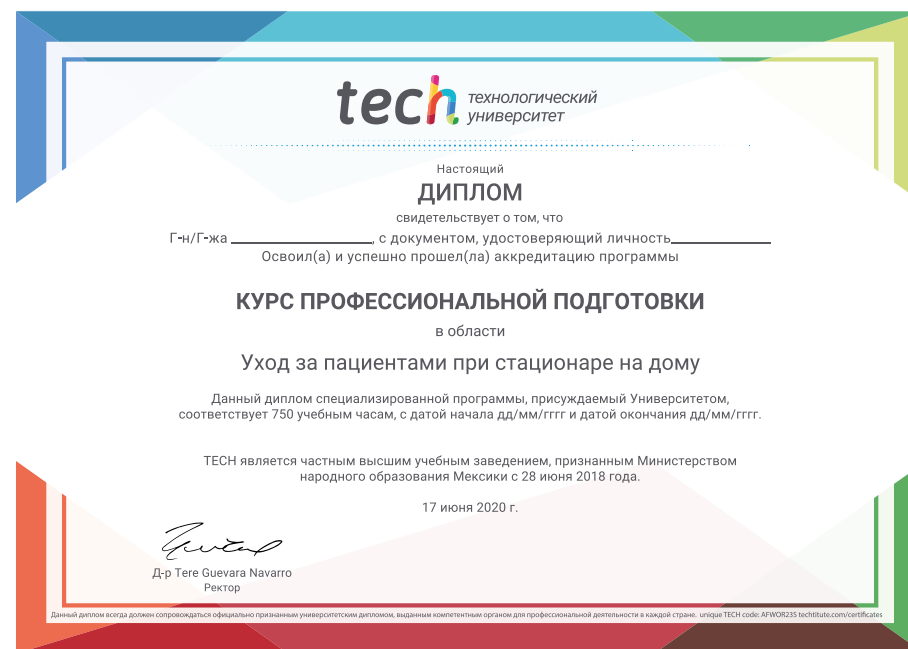 tech технологический
университет
Настоящий
ДИПЛОМ
свидетельствует о том, что
Г-н/Г-жа ____________________, с документом, удостоверяющий личность______________
Освоил(а) и успешно прошел(ла) аккредитацию программы
КУРС ПРОФЕССИОНАЛЬНОЙ ПОДГОТОВКИ
в области
Уход за пациентами при стационаре на дому
Данный диплом специализированной программы, присуждаемый Университетом,
соответствует 750 учебным часам, с датой начала дд/мм/гггг и датой окончания дд/мм/гггг.
TECH является частным высшим учебным заведением, признанным Министерством
народного образования Мексики с 28 июня 2018 года.
17 июня 2020 г.
Д-р Tere Guevara Navarro
Ректор
Данный диплом всегда должен сопровождаться официально признанным университетским дипломом, выданным компетентным органом для профессиональной деятельности в каждой стране. unique TECH code: AFWOR235 techtitute.com/certificates